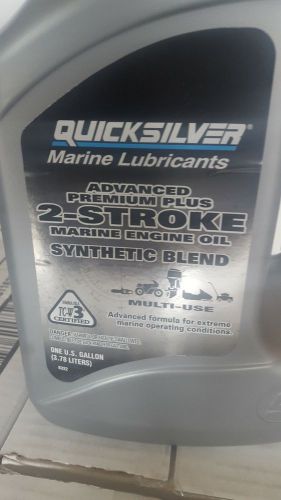 QUICKSILVER®
Marine Lubricants
ADVANCED
PREMIUM PLUS
2-STROKE
MARINE ENGINE OIL
SYNTHETIC BLEND
MULTI-USE
TC-W3
CERTIFIED
Advanced formula for extreme
marine operating conditions.
DANGER:
ONE U.S. GALLON
(3.78 LITERS)